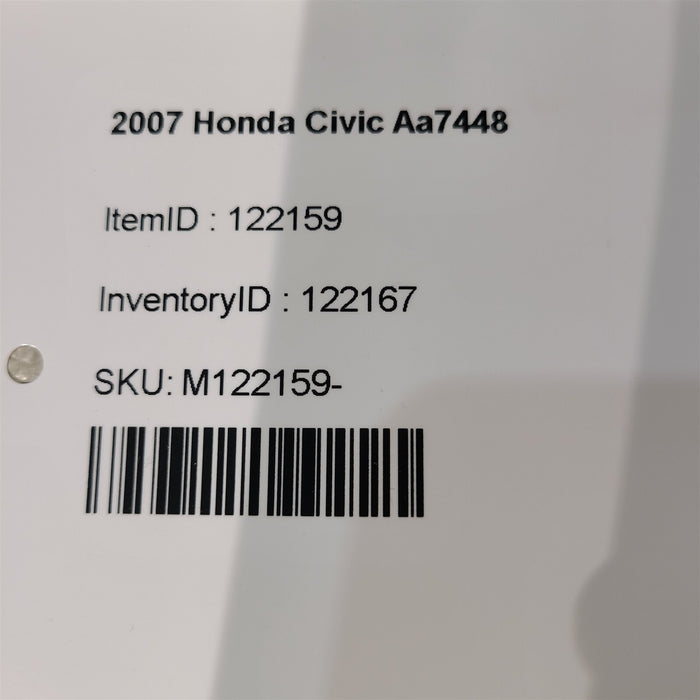 2007 Honda Civic Aa7448
ItemID : 122159
InventoryID : 122167
SKU: M122159-